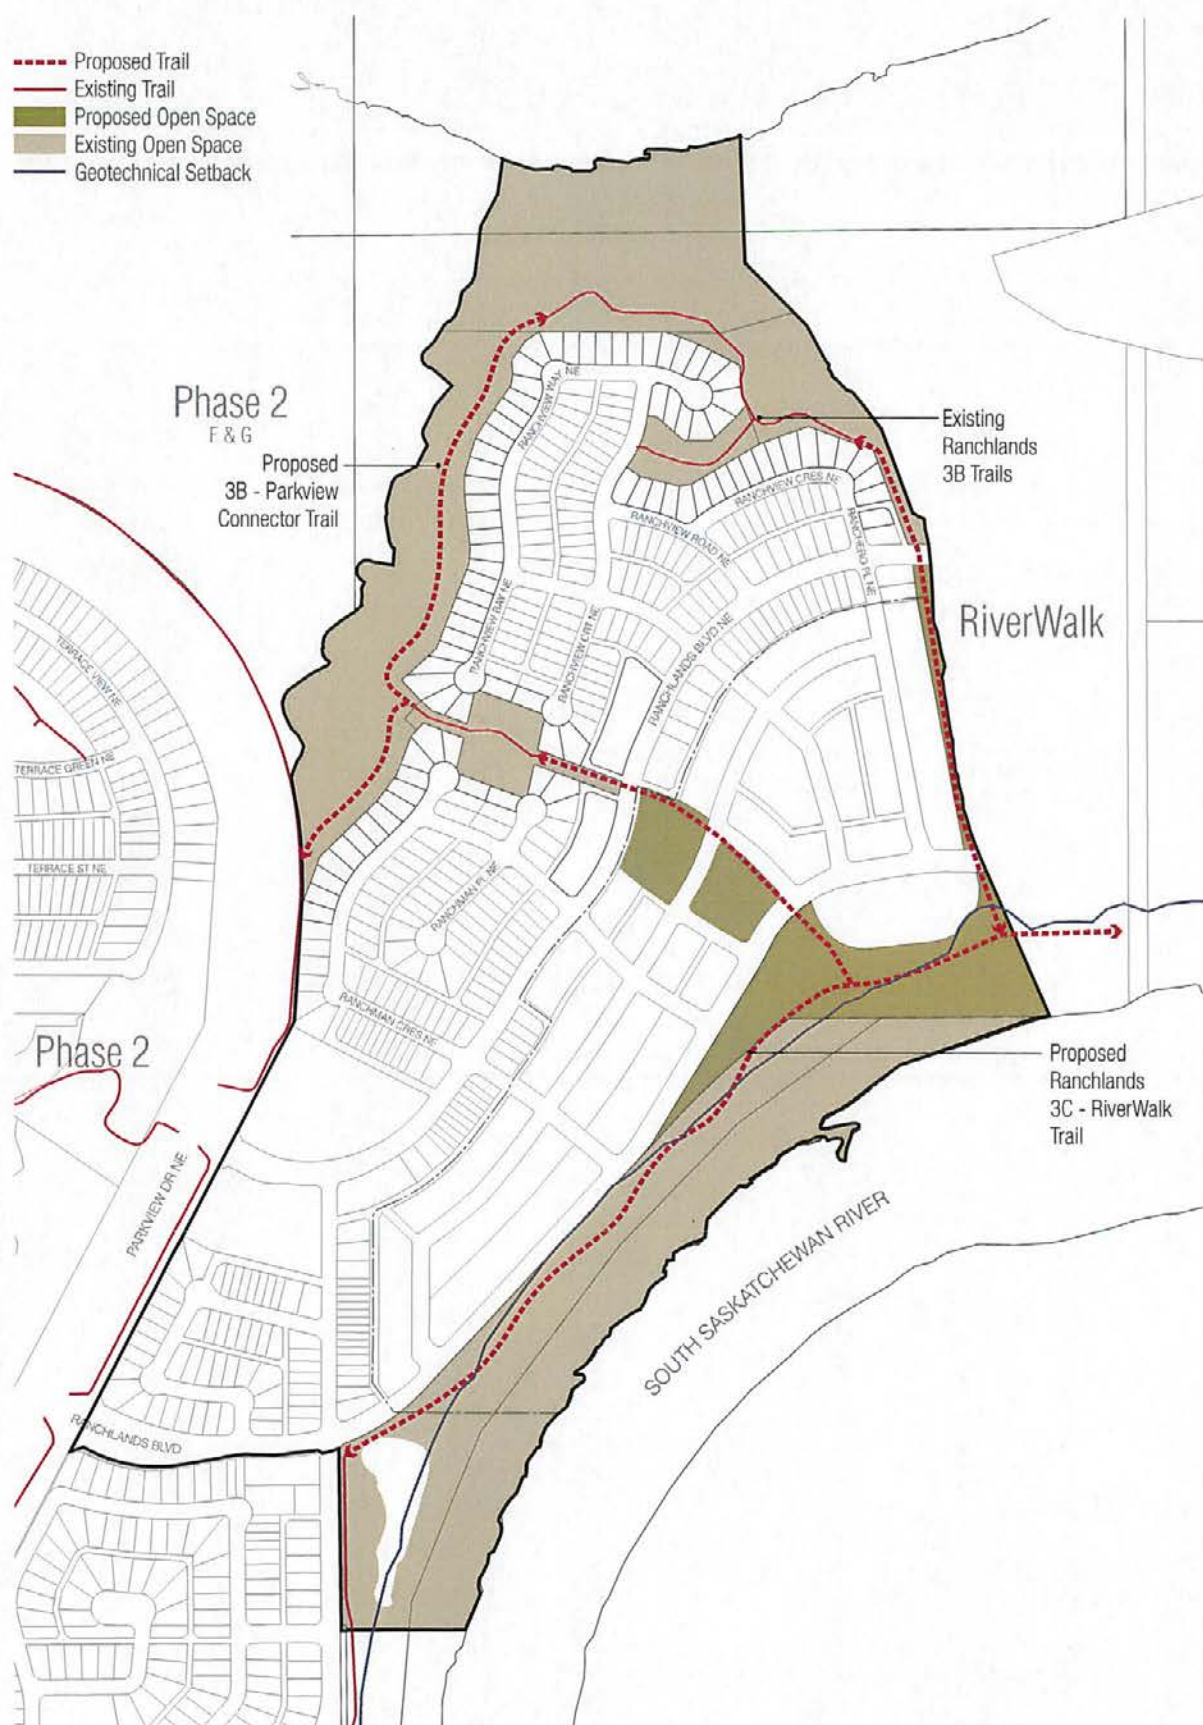 Proposed Trail
Existing Trail
Proposed Open Space
Existing Open Space
Geotechnical Setback
Phase 2
F & G
Proposed
3B - Parkview
Connector Trail
Existing
Ranchlands
3B Trails
RANCHVIEW WAY NE
RANCHVIEW CRES NE
RANCHVIEW ROAD NE
RANCHERO PL NE
RANCHVIEW BAY NE
RANCHVIEW CRT NE
RANCHLANDS BLVD NE
RiverWalk
TERRACE VIEW NE
TERRACE GREEN NE
TERRACE ST NE
RANCHMAN PL NE
RANCHMAN CRES NE
Phase 2
Proposed
Ranchlands
3C - RiverWalk
Trail
PARKVIEW DR NE
SOUTH SASKATCHEWAN RIVER
RANCHLANDS BLVD